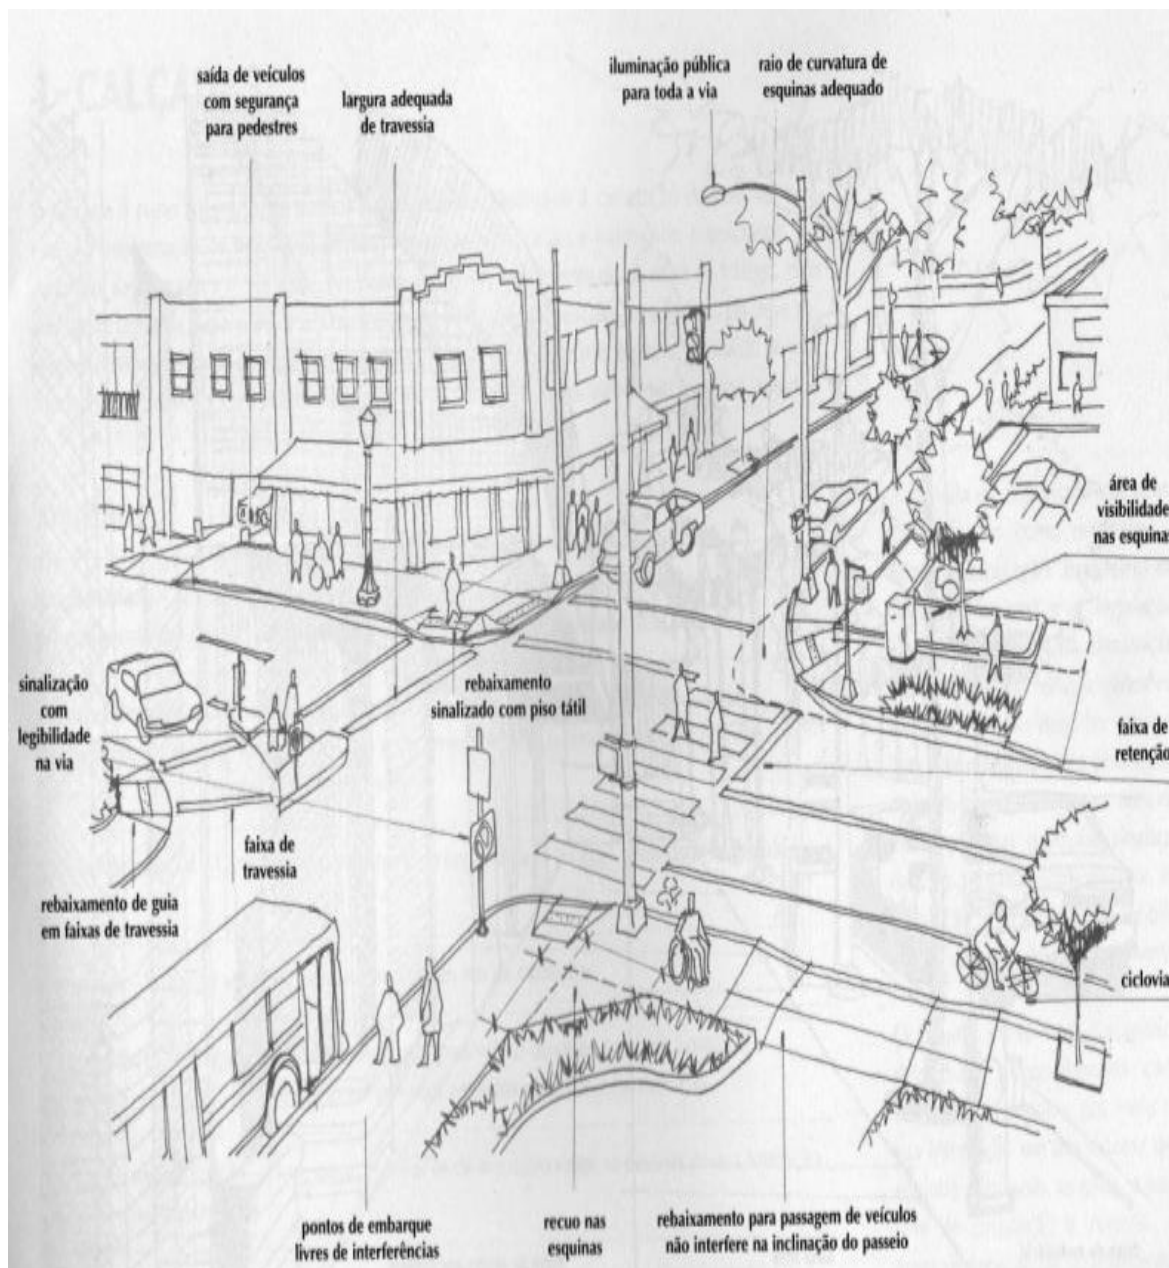 saída de veículos
com segurança
para pedestres
largura adequada
de travessia
iluminação pública
para toda a via
raio de curvatura de
esquinas adequado
área de
visibilidade
nas esquinas
sinalização
com
legibilidade
na via
rebaixamento
sinalizado com piso tátil
faixa de
retenção
faixa de
travessia
rebaixamento de guia
em faixas de travessia
ciclovia
pontos de embarque
livres de interferências
recuo nas
esquinas
rebaixamento para passagem de veículos
não interfere na inclinação do passeio